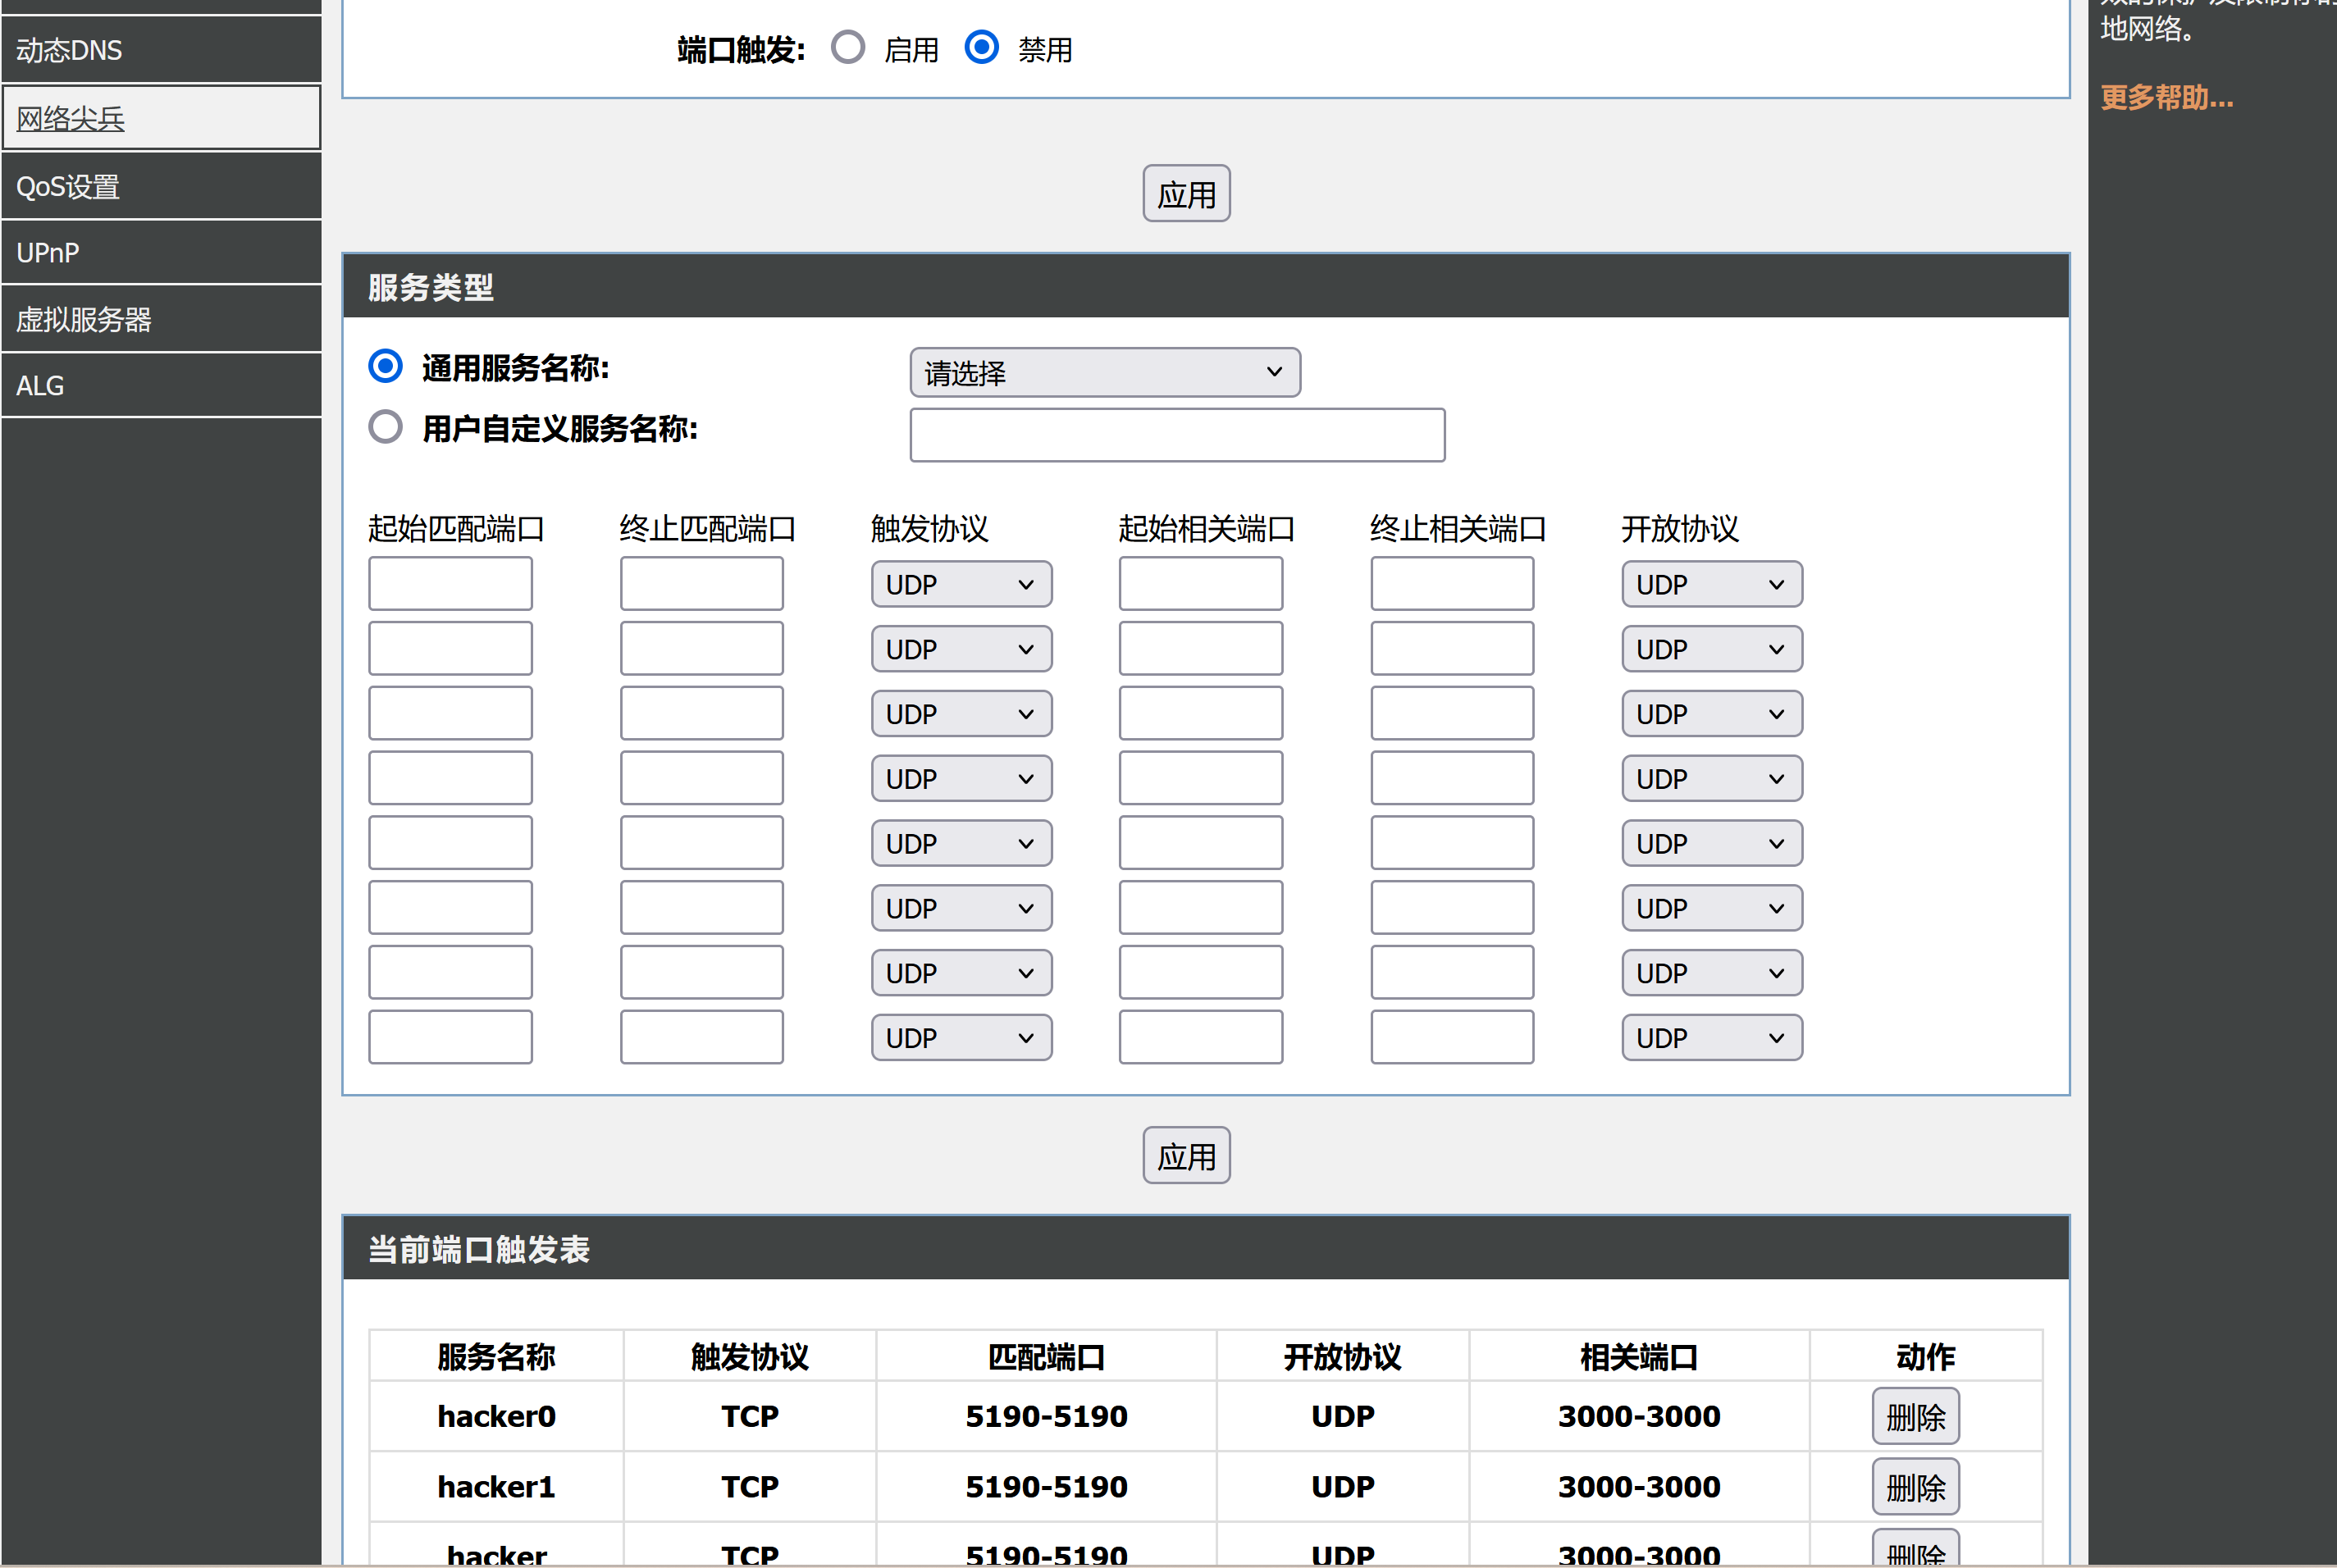 动态DNS
网络尖兵
QoS设置
UPnP
虚拟服务器
ALG
端口触发: 启用 禁用
应用
服务类型
通用服务名称: 请选择
用户自定义服务名称:
起始匹配端口 终止匹配端口 触发协议 起始相关端口 终止相关端口 开放协议
UDP UDP
UDP UDP
UDP UDP
UDP UDP
UDP UDP
UDP UDP
UDP UDP
UDP UDP
应用
当前端口触发表
服务名称 触发协议 匹配端口 开放协议 相关端口 动作
hacker0 TCP 5190-5190 UDP 3000-3000 删除
hacker1 TCP 5190-5190 UDP 3000-3000 删除
hacker TCP 5190-5190 UDP 3000-3000 删除
地网络。
更多帮助...